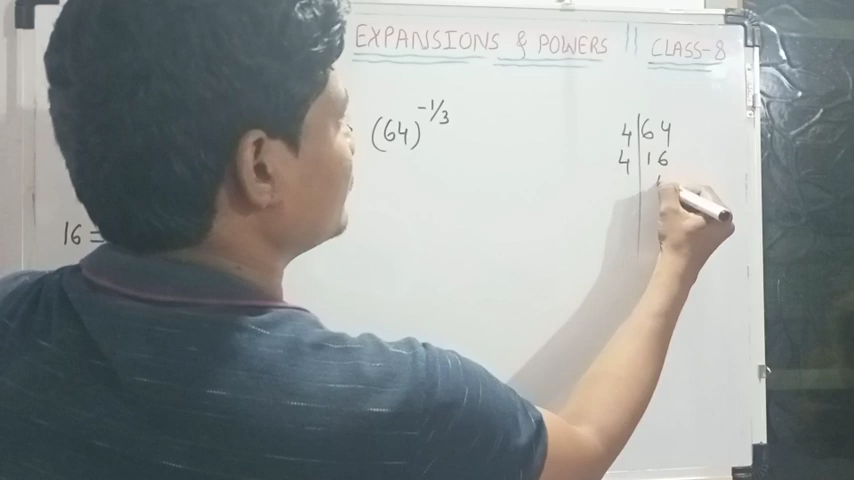 EXPANSIONS & POWERS || CLASS-8
(64)^-1/3
4|64
4|16
16=